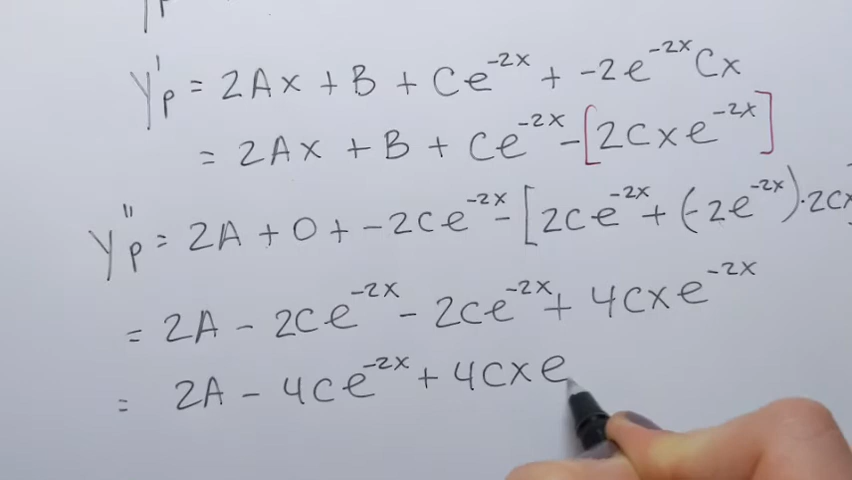 y'p = 2Ax + B + Ce^-2x + -2e^-2x Cx
= 2Ax + B + Ce^-2x - [2Cxe^-2x]
y''p = 2A + 0 + -2Ce^-2x - [2Ce^-2x + (-2e^-2x)·2Cx
= 2A - 2Ce^-2x - 2Ce^-2x + 4Cxe^-2x
= 2A - 4Ce^-2x + 4Cxe